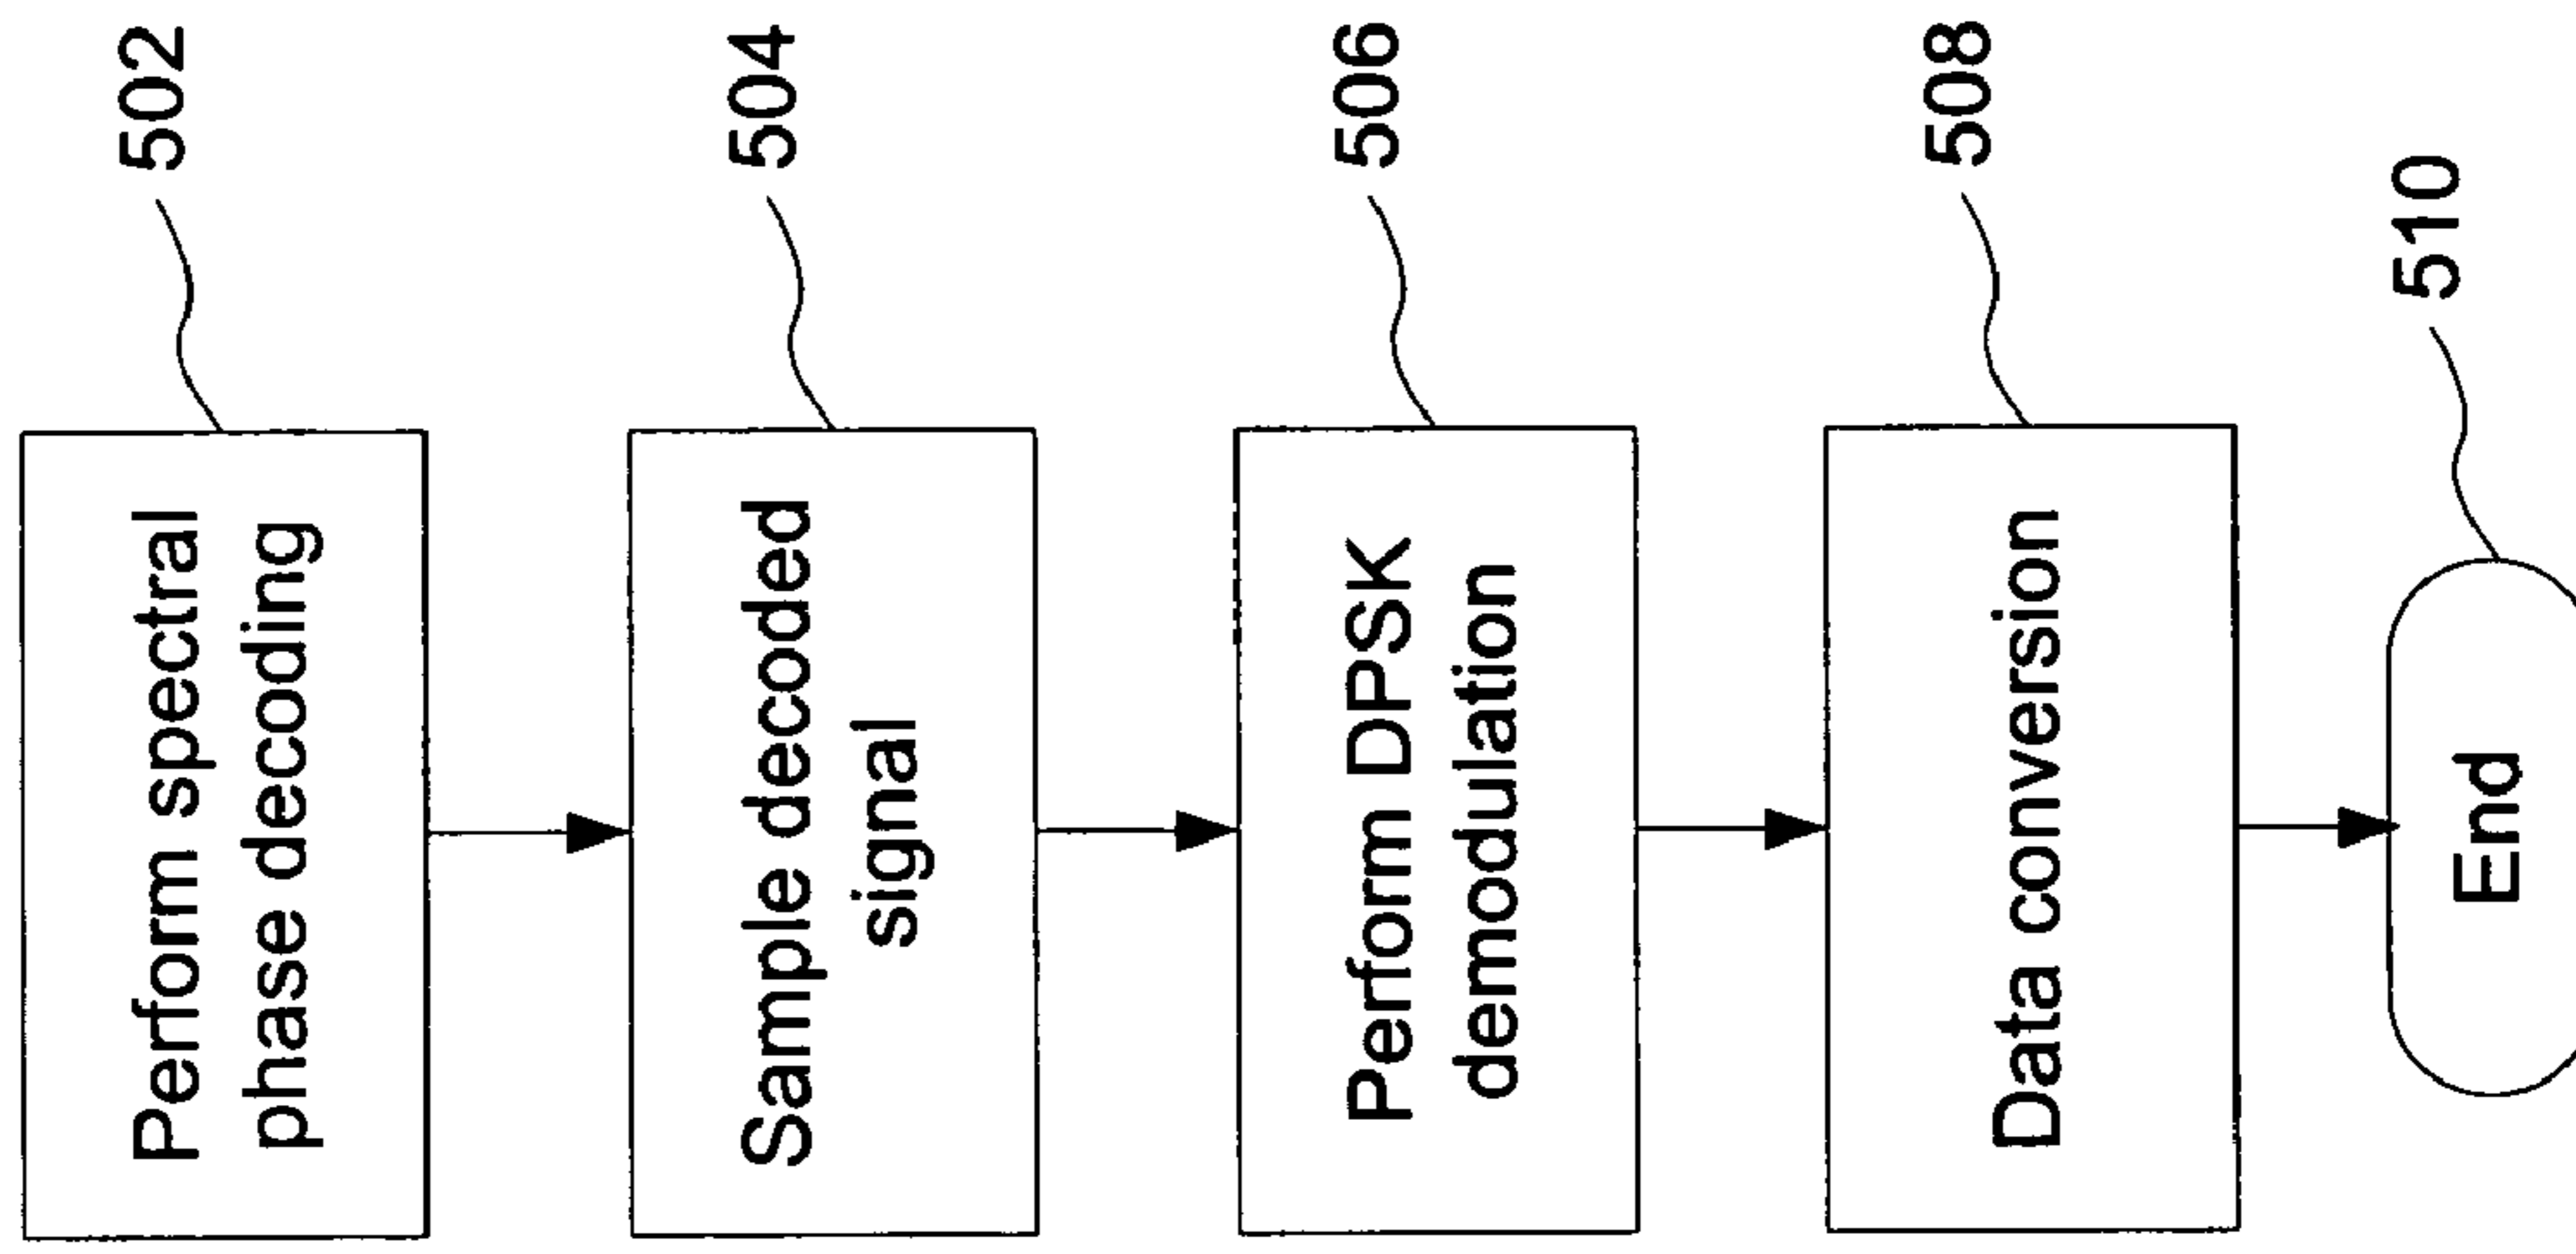 Perform spectral
phase decoding
502
Sample decoded
signal
504
Perform DPSK
demodulation
506
Data conversion
508
End
510